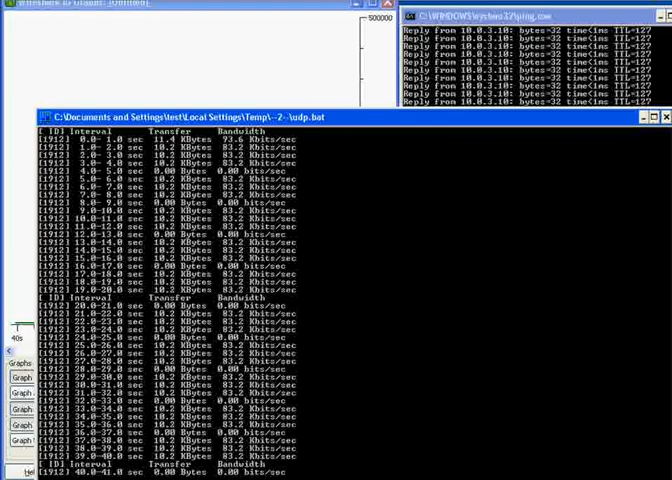 Wireshark IO Graphs: (Untitled)
500000
C:\WINDOWS\system32\ping.exe
Reply from 10.0.3.10: bytes=32 time<1ms TTL=127
Reply from 10.0.3.10: bytes=32 time<1ms TTL=127
Reply from 10.0.3.10: bytes=32 time<1ms TTL=127
Reply from 10.0.3.10: bytes=32 time<1ms TTL=127
Reply from 10.0.3.10: bytes=32 time<1ms TTL=127
Reply from 10.0.3.10: bytes=32 time<1ms TTL=127
Reply from 10.0.3.10: bytes=32 time<1ms TTL=127
Reply from 10.0.3.10: bytes=32 time<1ms TTL=127
Reply from 10.0.3.10: bytes=32 time<1ms TTL=127
C:\Documents and Settings\test\Local Settings\Temp\--2--\udp.bat
[ ID] Interval Transfer Bandwidth
[1912] 0.0- 1.0 sec 11.4 KBytes 93.6 Kbits/sec
[1912] 1.0- 2.0 sec 10.2 KBytes 83.2 Kbits/sec
[1912] 2.0- 3.0 sec 10.2 KBytes 83.2 Kbits/sec
[1912] 3.0- 4.0 sec 10.2 KBytes 83.2 Kbits/sec
[1912] 4.0- 5.0 sec 0.00 Bytes 0.00 bits/sec
[1912] 5.0- 6.0 sec 10.2 KBytes 83.2 Kbits/sec
[1912] 6.0- 7.0 sec 10.2 KBytes 83.2 Kbits/sec
[1912] 7.0- 8.0 sec 10.2 KBytes 83.2 Kbits/sec
[1912] 8.0- 9.0 sec 0.00 Bytes 0.00 bits/sec
[1912] 9.0-10.0 sec 10.2 KBytes 83.2 Kbits/sec
[1912] 10.0-11.0 sec 10.2 KBytes 83.2 Kbits/sec
[1912] 11.0-12.0 sec 10.2 KBytes 83.2 Kbits/sec
[1912] 12.0-13.0 sec 0.00 Bytes 0.00 bits/sec
[1912] 13.0-14.0 sec 10.2 KBytes 83.2 Kbits/sec
[1912] 14.0-15.0 sec 10.2 KBytes 83.2 Kbits/sec
[1912] 15.0-16.0 sec 10.2 KBytes 83.2 Kbits/sec
[1912] 16.0-17.0 sec 0.00 Bytes 0.00 bits/sec
[1912] 17.0-18.0 sec 10.2 KBytes 83.2 Kbits/sec
[1912] 18.0-19.0 sec 10.2 KBytes 83.2 Kbits/sec
[1912] 19.0-20.0 sec 10.2 KBytes 83.2 Kbits/sec
[ ID] Interval Transfer Bandwidth
[1912] 20.0-21.0 sec 0.00 Bytes 0.00 bits/sec
[1912] 21.0-22.0 sec 10.2 KBytes 83.2 Kbits/sec
[1912] 22.0-23.0 sec 10.2 KBytes 83.2 Kbits/sec
[1912] 23.0-24.0 sec 10.2 KBytes 83.2 Kbits/sec
[1912] 24.0-25.0 sec 0.00 Bytes 0.00 bits/sec
[1912] 25.0-26.0 sec 10.2 KBytes 83.2 Kbits/sec
[1912] 26.0-27.0 sec 10.2 KBytes 83.2 Kbits/sec
[1912] 27.0-28.0 sec 10.2 KBytes 83.2 Kbits/sec
[1912] 28.0-29.0 sec 0.00 Bytes 0.00 bits/sec
[1912] 29.0-30.0 sec 10.2 KBytes 83.2 Kbits/sec
[1912] 30.0-31.0 sec 10.2 KBytes 83.2 Kbits/sec
[1912] 31.0-32.0 sec 10.2 KBytes 83.2 Kbits/sec
[1912] 32.0-33.0 sec 0.00 Bytes 0.00 bits/sec
[1912] 33.0-34.0 sec 10.2 KBytes 83.2 Kbits/sec
[1912] 34.0-35.0 sec 10.2 KBytes 83.2 Kbits/sec
[1912] 35.0-36.0 sec 10.2 KBytes 83.2 Kbits/sec
[1912] 36.0-37.0 sec 0.00 Bytes 0.00 bits/sec
[1912] 37.0-38.0 sec 10.2 KBytes 83.2 Kbits/sec
[1912] 38.0-39.0 sec 10.2 KBytes 83.2 Kbits/sec
[1912] 39.0-40.0 sec 10.2 KBytes 83.2 Kbits/sec
[ ID] Interval Transfer Bandwidth
[1912] 40.0-41.0 sec 0.00 Bytes 0.00 bits/sec
40s
Graphs
Graph
Graph
Graph
Graph
Graph
Hel